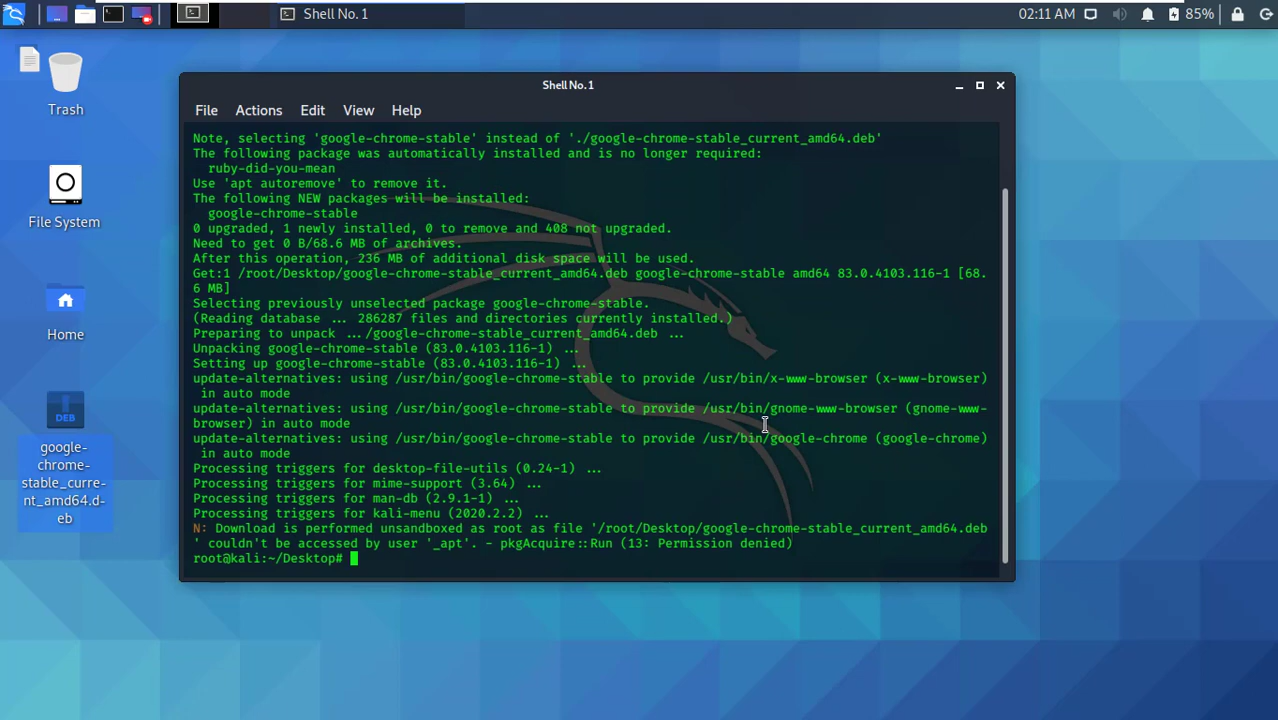 Shell No. 1
02:11 AM
85%
Trash
File System
Home
DEB
google-
chrome-
stable_curre-
nt_amd64.d-
eb
Shell No. 1
File Actions Edit View Help
Note, selecting 'google-chrome-stable' instead of './google-chrome-stable_current_amd64.deb'
The following package was automatically installed and is no longer required:
ruby-did-you-mean
Use 'apt autoremove' to remove it.
The following NEW packages will be installed:
google-chrome-stable
0 upgraded, 1 newly installed, 0 to remove and 408 not upgraded.
Need to get 0 B/68.6 MB of archives.
After this operation, 236 MB of additional disk space will be used.
Get:1 /root/Desktop/google-chrome-stable_current_amd64.deb google-chrome-stable amd64 83.0.4103.116-1 [68.
6 MB]
Selecting previously unselected package google-chrome-stable.
(Reading database ... 286287 files and directories currently installed.)
Preparing to unpack .../google-chrome-stable_current_amd64.deb ...
Unpacking google-chrome-stable (83.0.4103.116-1) ...
Setting up google-chrome-stable (83.0.4103.116-1) ...
update-alternatives: using /usr/bin/google-chrome-stable to provide /usr/bin/x-www-browser (x-www-browser)
in auto mode
update-alternatives: using /usr/bin/google-chrome-stable to provide /usr/bin/gnome-www-browser (gnome-www-
browser) in auto mode
update-alternatives: using /usr/bin/google-chrome-stable to provide /usr/bin/google-chrome (google-chrome)
in auto mode
Processing triggers for desktop-file-utils (0.24-1) ...
Processing triggers for mime-support (3.64) ...
Processing triggers for man-db (2.9.1-1) ...
Processing triggers for kali-menu (2020.2.2) ...
N: Download is performed unsandboxed as root as file '/root/Desktop/google-chrome-stable_current_amd64.deb
' couldn't be accessed by user '_apt'. - pkgAcquire::Run (13: Permission denied)
root@kali:~/Desktop#